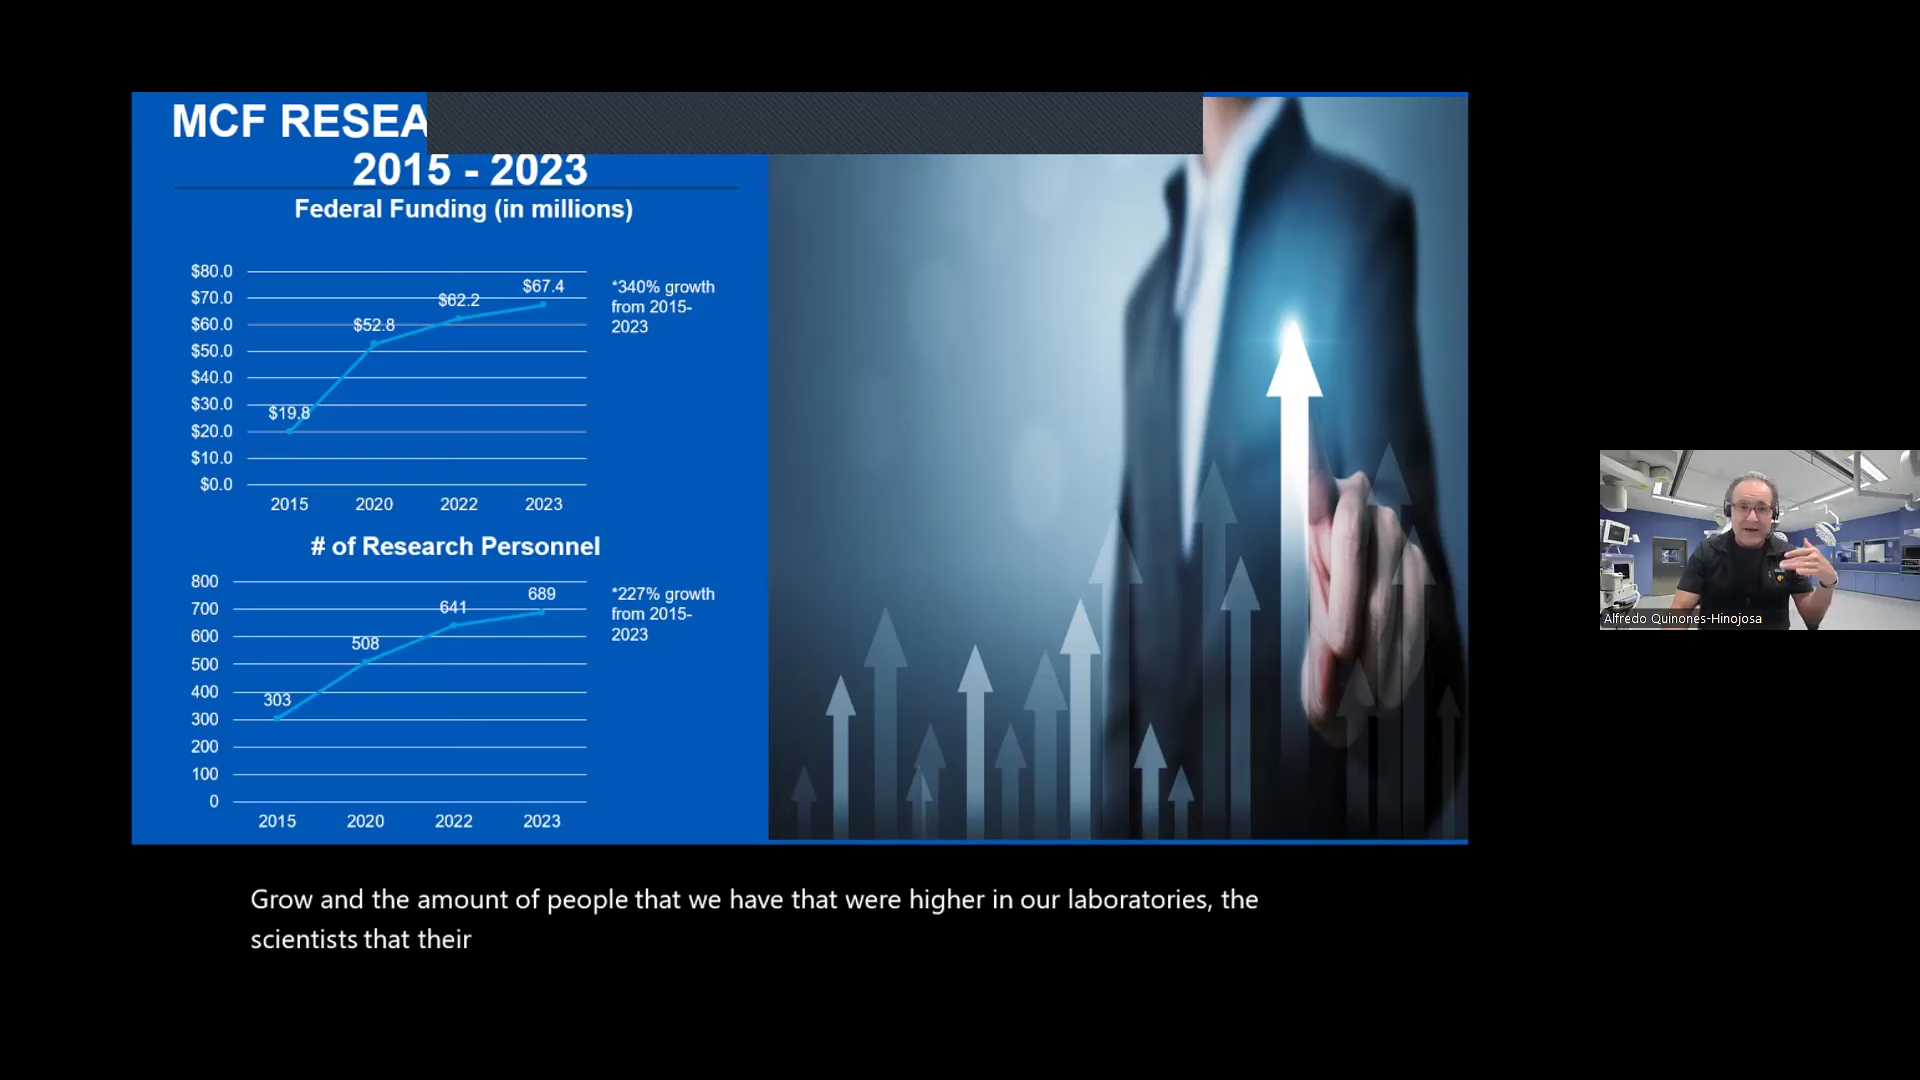 MCF RESEA
2015 - 2023
Federal Funding (in millions)
$80.0
$70.0
$60.0
$50.0
$40.0
$30.0
$20.0
$10.0
$0.0
$19.8
$52.8
$62.2
$67.4
2015 2020 2022 2023
*340% growth
from 2015-
2023
# of Research Personnel
800
700
600
500
400
300
200
100
0
303
508
641
689
2015 2020 2022 2023
*227% growth
from 2015-
2023
Alfredo Quinones-Hinojosa
Grow and the amount of people that we have that were higher in our laboratories, the
scientists that their